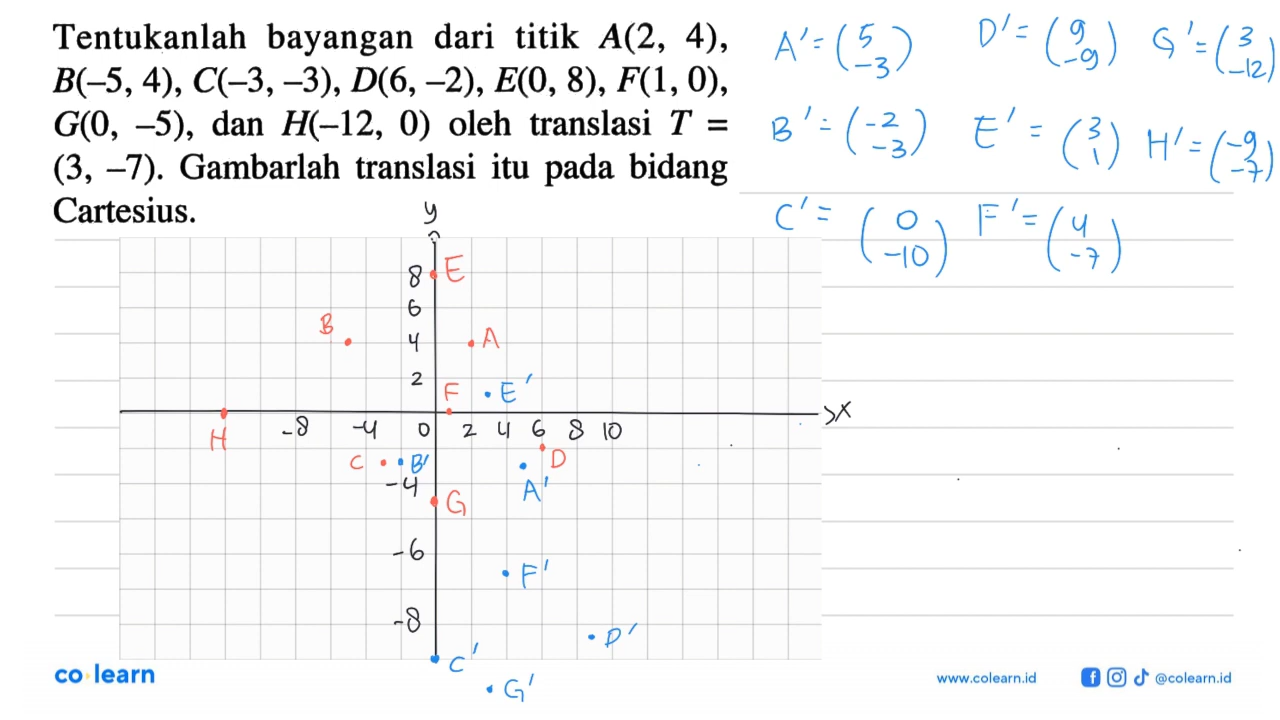 Tentukanlah bayangan dari titik A(2, 4),
B(–5, 4), C(–3, –3), D(6, –2), E(0, 8), F(1, 0),
G(0, –5), dan H(–12, 0) oleh translasi T =
(3, –7). Gambarlah translasi itu pada bidang
Cartesius.
A' = (5 -3) D' = (9 -9) G' = (3 -12)
B' = (-2 -3) E' = (3 1) H' = (-9 -7)
C' = (0 -10) F' = (4 -7)
y
8 E
6
B 4 A
2
F E'
x
H -8 -4 0 2 4 6 8 10
C B' D
-4 A'
G
-6
F'
-8
D'
C'
G'
co learn
www.colearn.id
@colearn.id